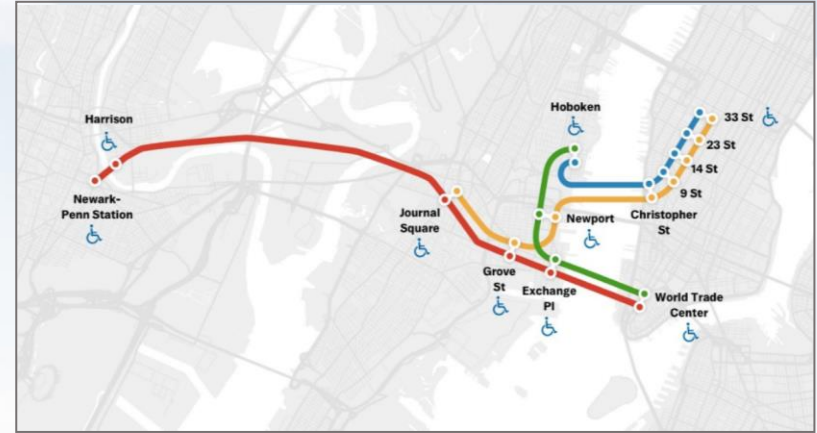 Harrison
Newark-
Penn Station
Journal
Square
Grove
St
Exchange
Pl
Hoboken
Newport
Christopher
St
33 St
23 St
14 St
9 St
World Trade
Center